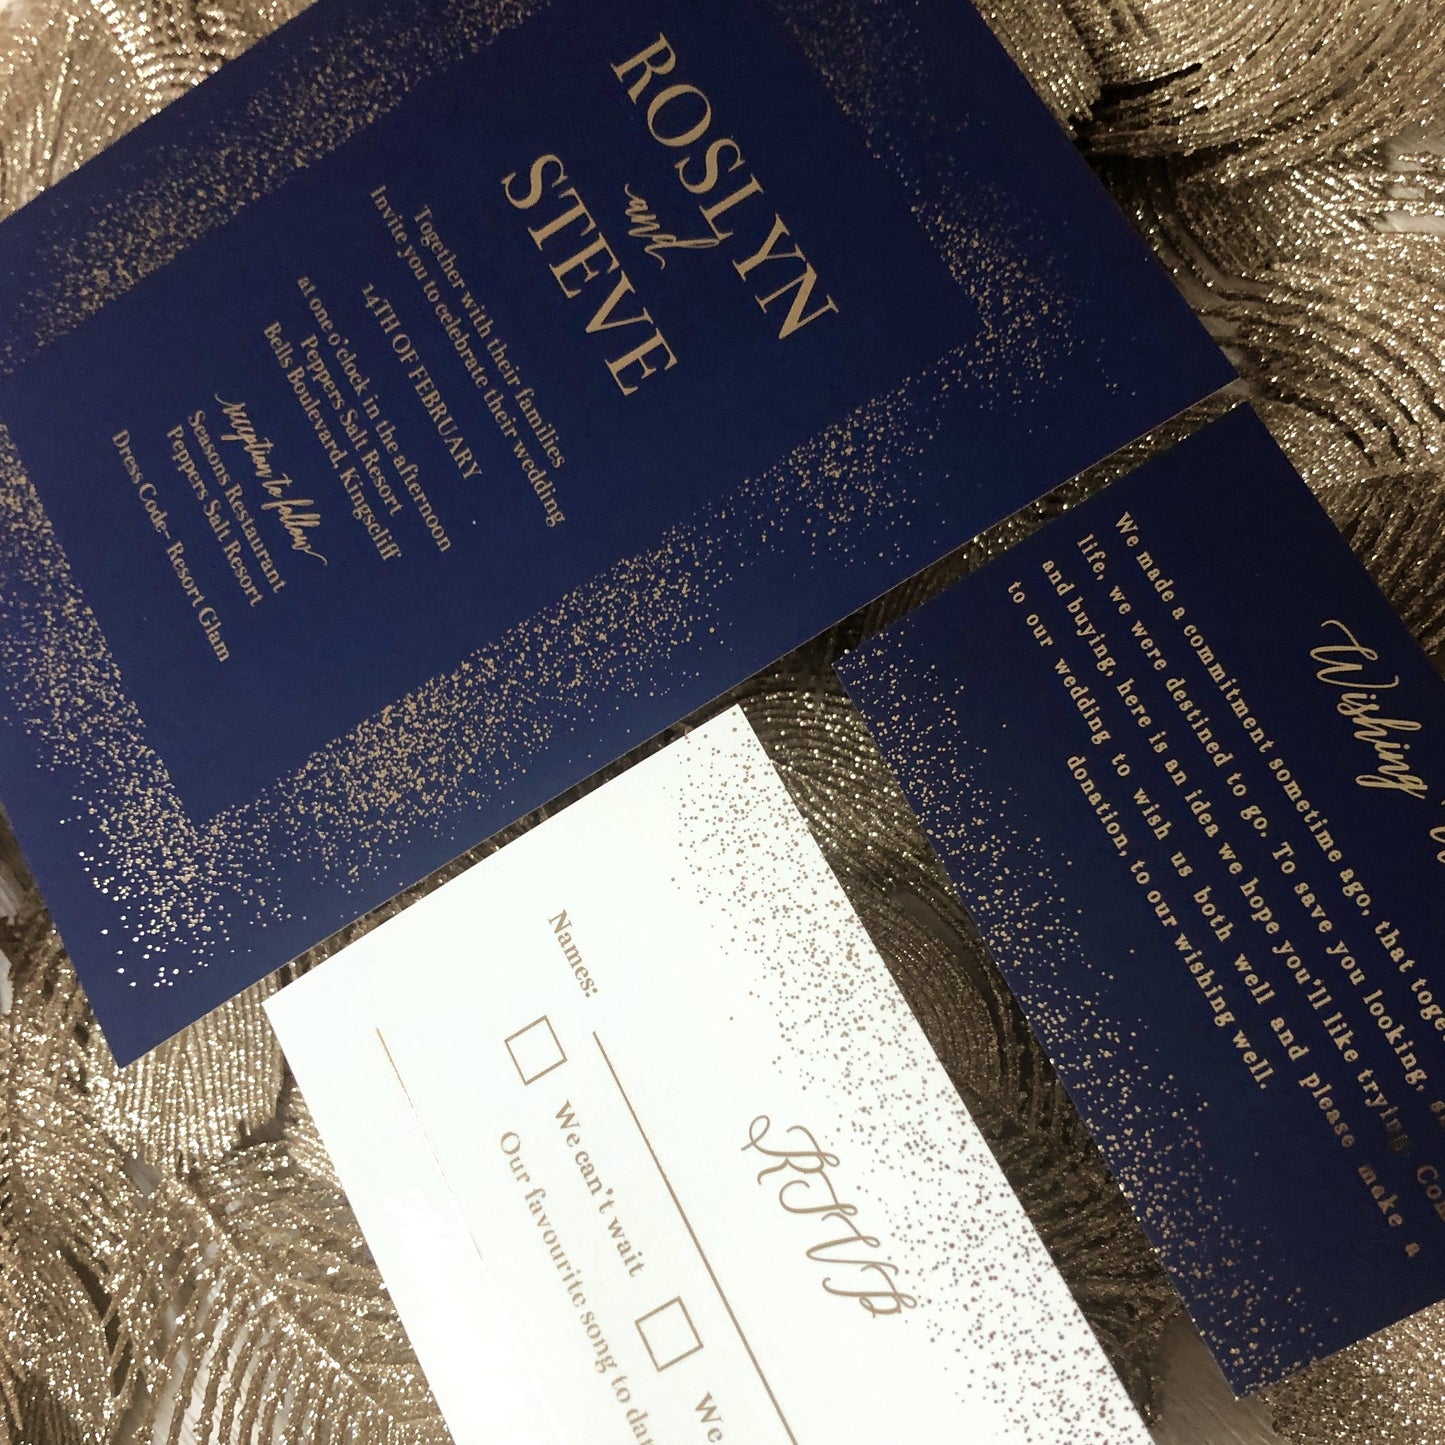 ROSLYN
and
STEVE
Together with their families
Invite you to celebrate their wedding
14TH OF FEBRUARY
at one o'clock in the afternoon
Peppers Salt Resort
Bells Boulevard, Kingscliff
reception to follow
Seasons Restaurant
Peppers Salt Resort
Dress Code- Resort Glam
Wishing
We made a commitment sometime ago, that
life, we were destined to go. To save you looking,
and buying, here is an idea we hope you'll like trying.
to our wedding to wish us both well and please make a
donation, to our wishing well.
RSVP
Names:
We can't wait
We
Our favourite song to